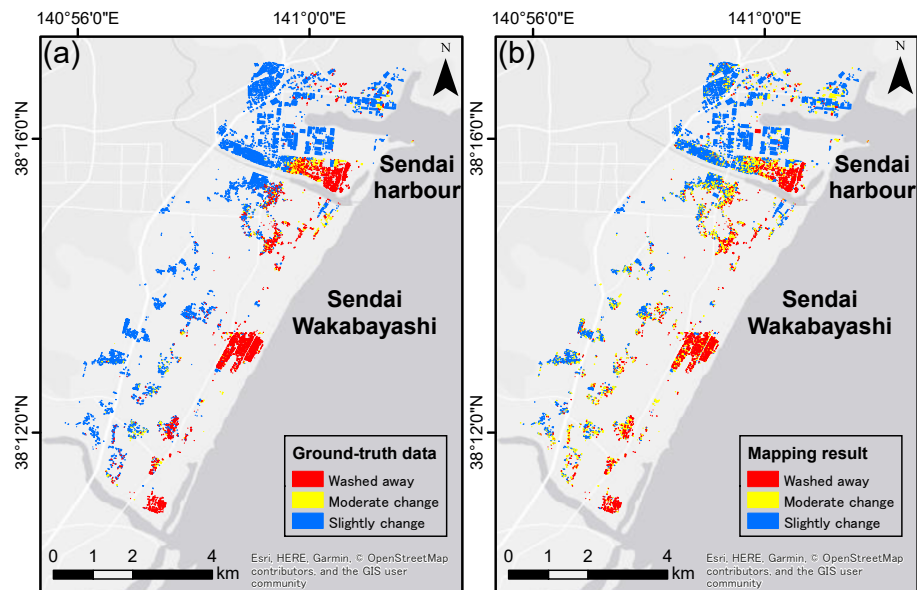 140°56'0"E
141°0'0"E
(a)
N
38°16'0"N
Sendai
harbour
Sendai
Wakabayashi
38°12'0"N
Ground-truth data
Washed away
Moderate change
Slightly change
0 1 2 4
km
Esri, HERE, Garmin, © OpenStreetMap
contributors, and the GIS user
community
140°56'0"E
141°0'0"E
(b)
N
38°16'0"N
Sendai
harbour
Sendai
Wakabayashi
38°12'0"N
Mapping result
Washed away
Moderate change
Slightly change
0 1 2 4
km
Esri, HERE, Garmin, © OpenStreetMap
contributors, and the GIS user
community